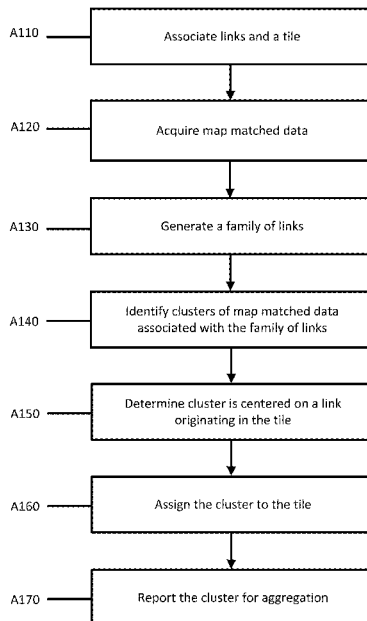 A110
Associate links and a tile
A120
Acquire map matched data
A130
Generate a family of links
A140
Identify clusters of map matched data
associated with the family of links
A150
Determine cluster is centered on a link
originating in the tile
A160
Assign the cluster to the tile
A170
Report the cluster for aggregation